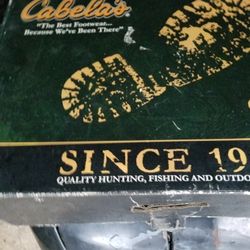 Cabela's
"The Best Footwear...
Because We've Been There"
SINCE 19
QUALITY HUNTING, FISHING AND OUTDO